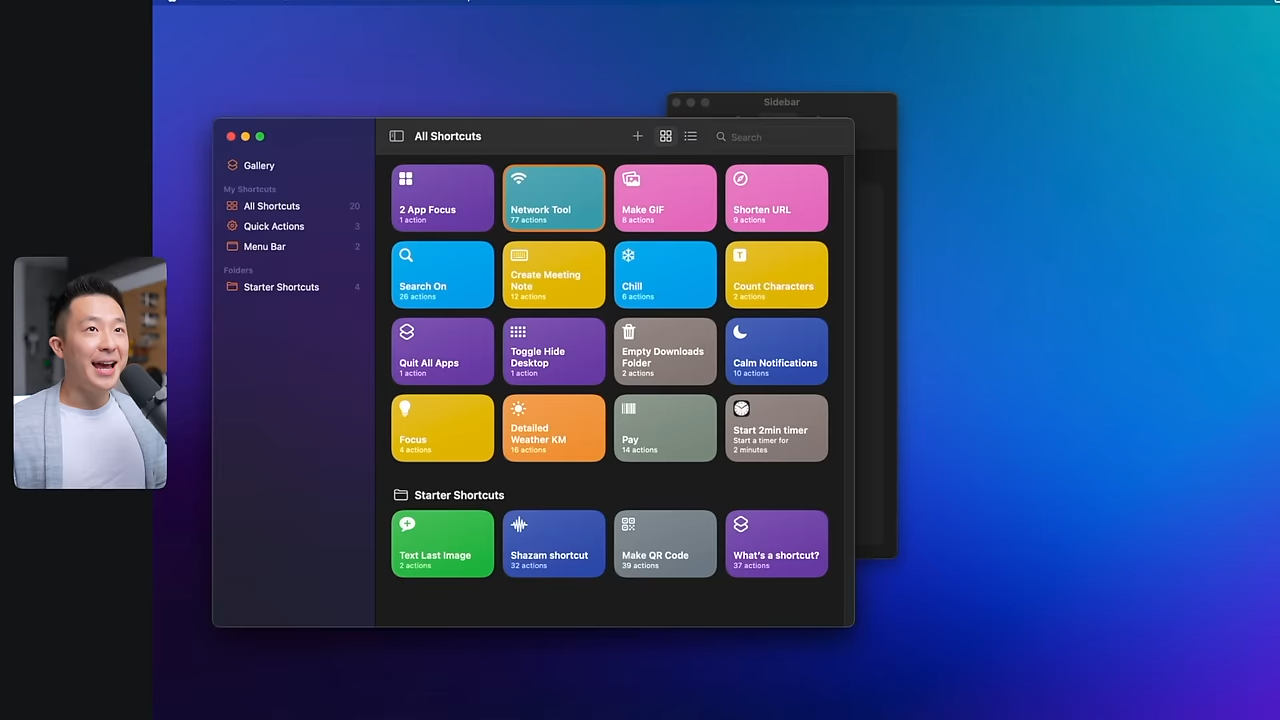 Sidebar
All Shortcuts
Search
Gallery
My Shortcuts
All Shortcuts 20
Quick Actions 3
Menu Bar 2
Folders
Starter Shortcuts 4
2 App Focus
1 action
Network Tool
77 actions
Make GIF
8 actions
Shorten URL
9 actions
Search On
26 actions
Create Meeting
Note
12 actions
Chill
6 actions
T
Count Characters
2 actions
Quit All Apps
1 action
Toggle Hide
Desktop
1 action
Empty Downloads
Folder
2 actions
Calm Notifications
10 actions
Focus
4 actions
Detailed
Weather KM
16 actions
Pay
14 actions
Start 2min timer
Start a timer for
2 minutes
Starter Shortcuts
Text Last Image
2 actions
Shazam shortcut
32 actions
Make QR Code
39 actions
What's a shortcut?
37 actions